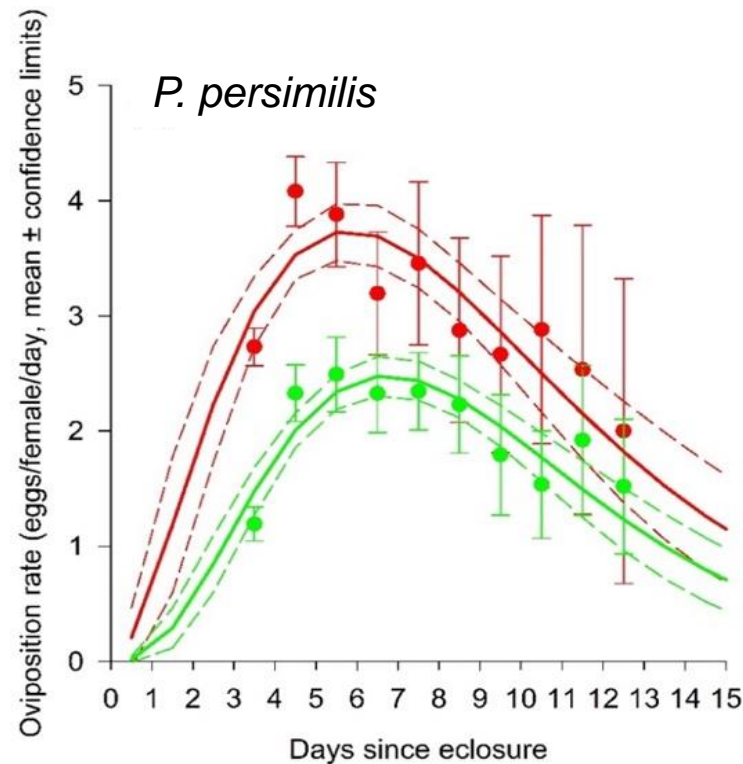 P. persimilis
Oviposition rate (eggs/female/day, mean ± confidence limits)
5
4
3
2
1
0
0 1 2 3 4 5 6 7 8 9 10 11 12 13 14 15
Days since eclosure